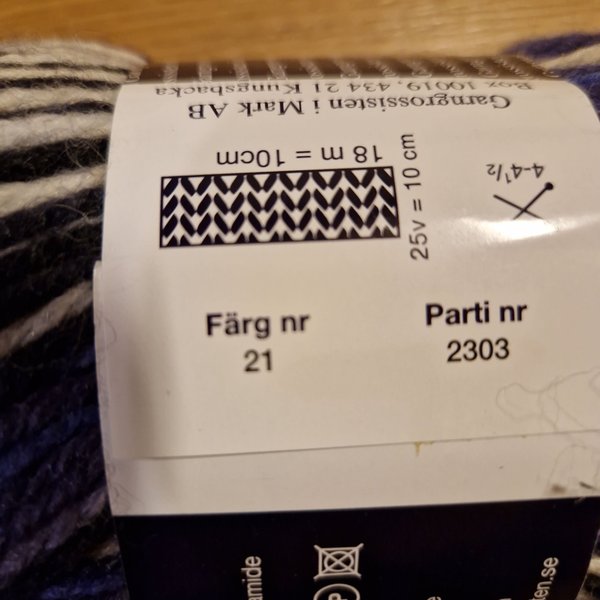 Box 10019, 434 21 Kungsbacka
Garngrossisten i Mark AB
18 m = 10cm
25v = 10 cm
4-4½
Färg nr
21
Parti nr
2303
amide
P
ten.se